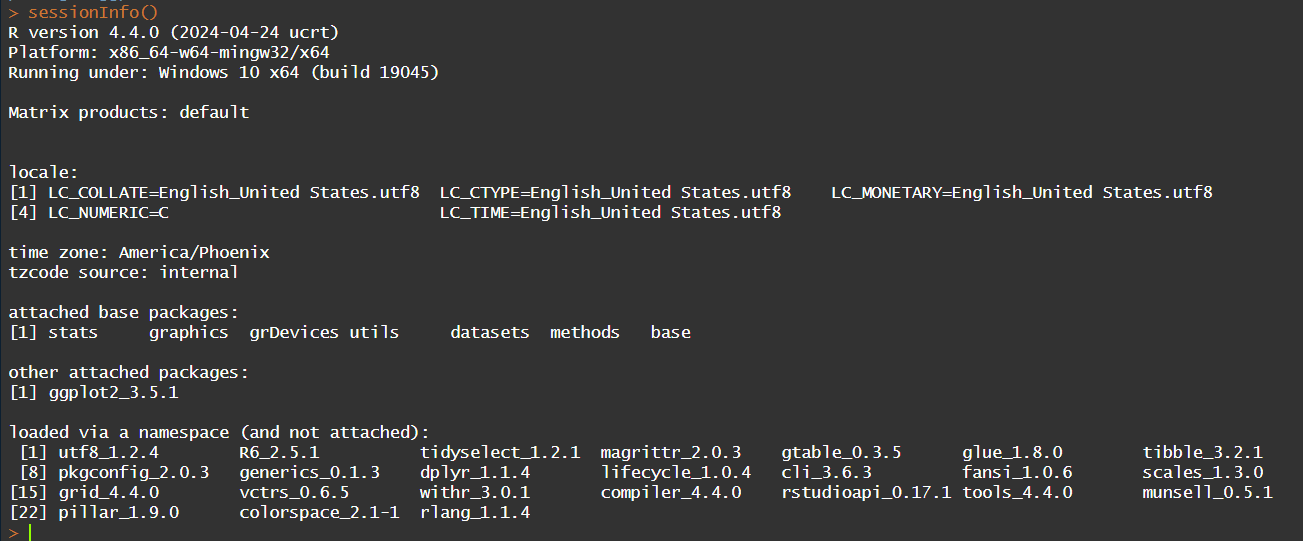 > sessionInfo()
R version 4.4.0 (2024-04-24 ucrt)
Platform: x86_64-w64-mingw32/x64
Running under: Windows 10 x64 (build 19045)

Matrix products: default


locale:
[1] LC_COLLATE=English_United States.utf8  LC_CTYPE=English_United States.utf8    LC_MONETARY=English_United States.utf8
[4] LC_NUMERIC=C                           LC_TIME=English_United States.utf8

time zone: America/Phoenix
tzcode source: internal

attached base packages:
[1] stats     graphics  grDevices utils     datasets  methods   base

other attached packages:
[1] ggplot2_3.5.1

loaded via a namespace (and not attached):
 [1] utf8_1.2.4        R6_2.5.1          tidyselect_1.2.1  magrittr_2.0.3    gtable_0.3.5      glue_1.8.0        tibble_3.2.1
 [8] pkgconfig_2.0.3   generics_0.1.3    dplyr_1.1.4       lifecycle_1.0.4   cli_3.6.3         fansi_1.0.6       scales_1.3.0
[15] grid_4.4.0        vctrs_0.6.5       withr_3.0.1       compiler_4.4.0    rstudioapi_0.17.1 tools_4.4.0       munsell_0.5.1
[22] pillar_1.9.0      colorspace_2.1-1  rlang_1.1.4
>